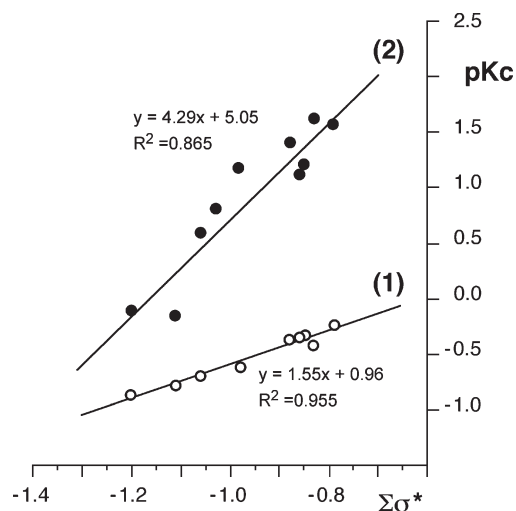 2.5
(2)
pKc
y = 4.29x + 5.05
R² =0.865
1.5
1.0
0.5
(1)
0.0
-0.5
y = 1.55x + 0.96
R² =0.955
-1.0
-1.4 -1.2 -1.0 -0.8 Σσ*